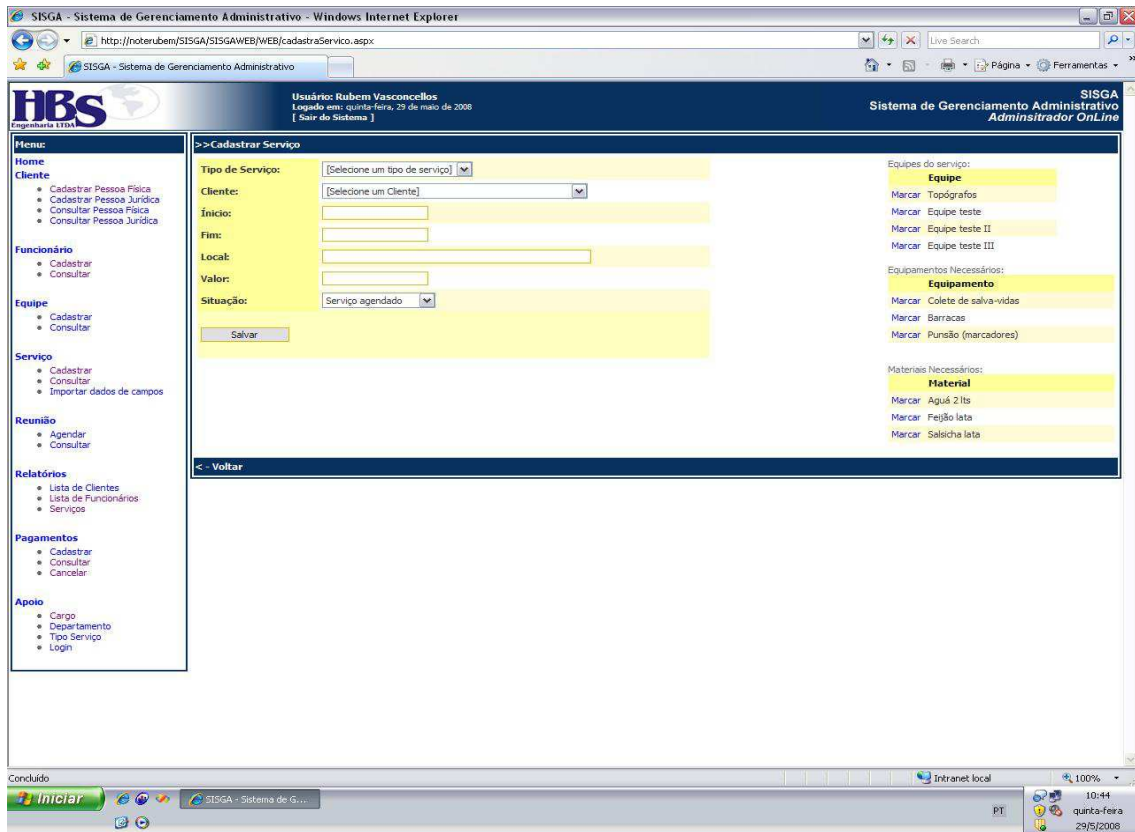 SISGA - Sistema de Gerenciamento Administrativo - Windows Internet Explorer
http://noterubem/SISGA/SISGAWEB/WEB/cadastraServico.aspx
Live Search
SISGA - Sistema de Gerenciamento Administrativo
Página
Ferramentas
HBS
Engenharia LTDA
Usuário: Rubem Vasconcellos
Logado em: quinta-feira, 29 de maio de 2008
[ Sair do Sistema ]
SISGA
Sistema de Gerenciamento Administrativo
Adminsitrador OnLine
Menu:
Home
Cliente
Cadastrar Pessoa Física
Cadastrar Pessoa Jurídica
Consultar Pessoa Física
Consultar Pessoa Jurídica
Funcionário
Cadastrar
Consultar
Equipe
Cadastrar
Consultar
Serviço
Cadastrar
Consultar
Importar dados de campos
Reunião
Agendar
Consultar
Relatórios
Lista de Clientes
Lista de Funcionários
Serviços
Pagamentos
Cadastrar
Consultar
Cancelar
Apoio
Cargo
Departamento
Tipo Serviço
Login
>>Cadastrar Serviço
Tipo de Serviço: [Selecione um tipo de serviço]
Cliente: [Selecione um Cliente]
Ínicio:
Fim:
Local:
Valor:
Situação: Serviço agendado
Salvar
Equipes do serviço:
Equipe
Marcar Topógrafos
Marcar Equipe teste
Marcar Equipe teste II
Marcar Equipe teste III
Equipamentos Necessários:
Equipamento
Marcar Colete de salva-vidas
Marcar Barracas
Marcar Punsão (marcadores)
Materiais Necessários:
Material
Marcar Aguá 2 lts
Marcar Feijão lata
Marcar Salsicha lata
< - Voltar
Concluído
Intranet local
100%
Iniciar
SISGA - Sistema de G...
PT
10:44
quinta-feira
29/5/2008